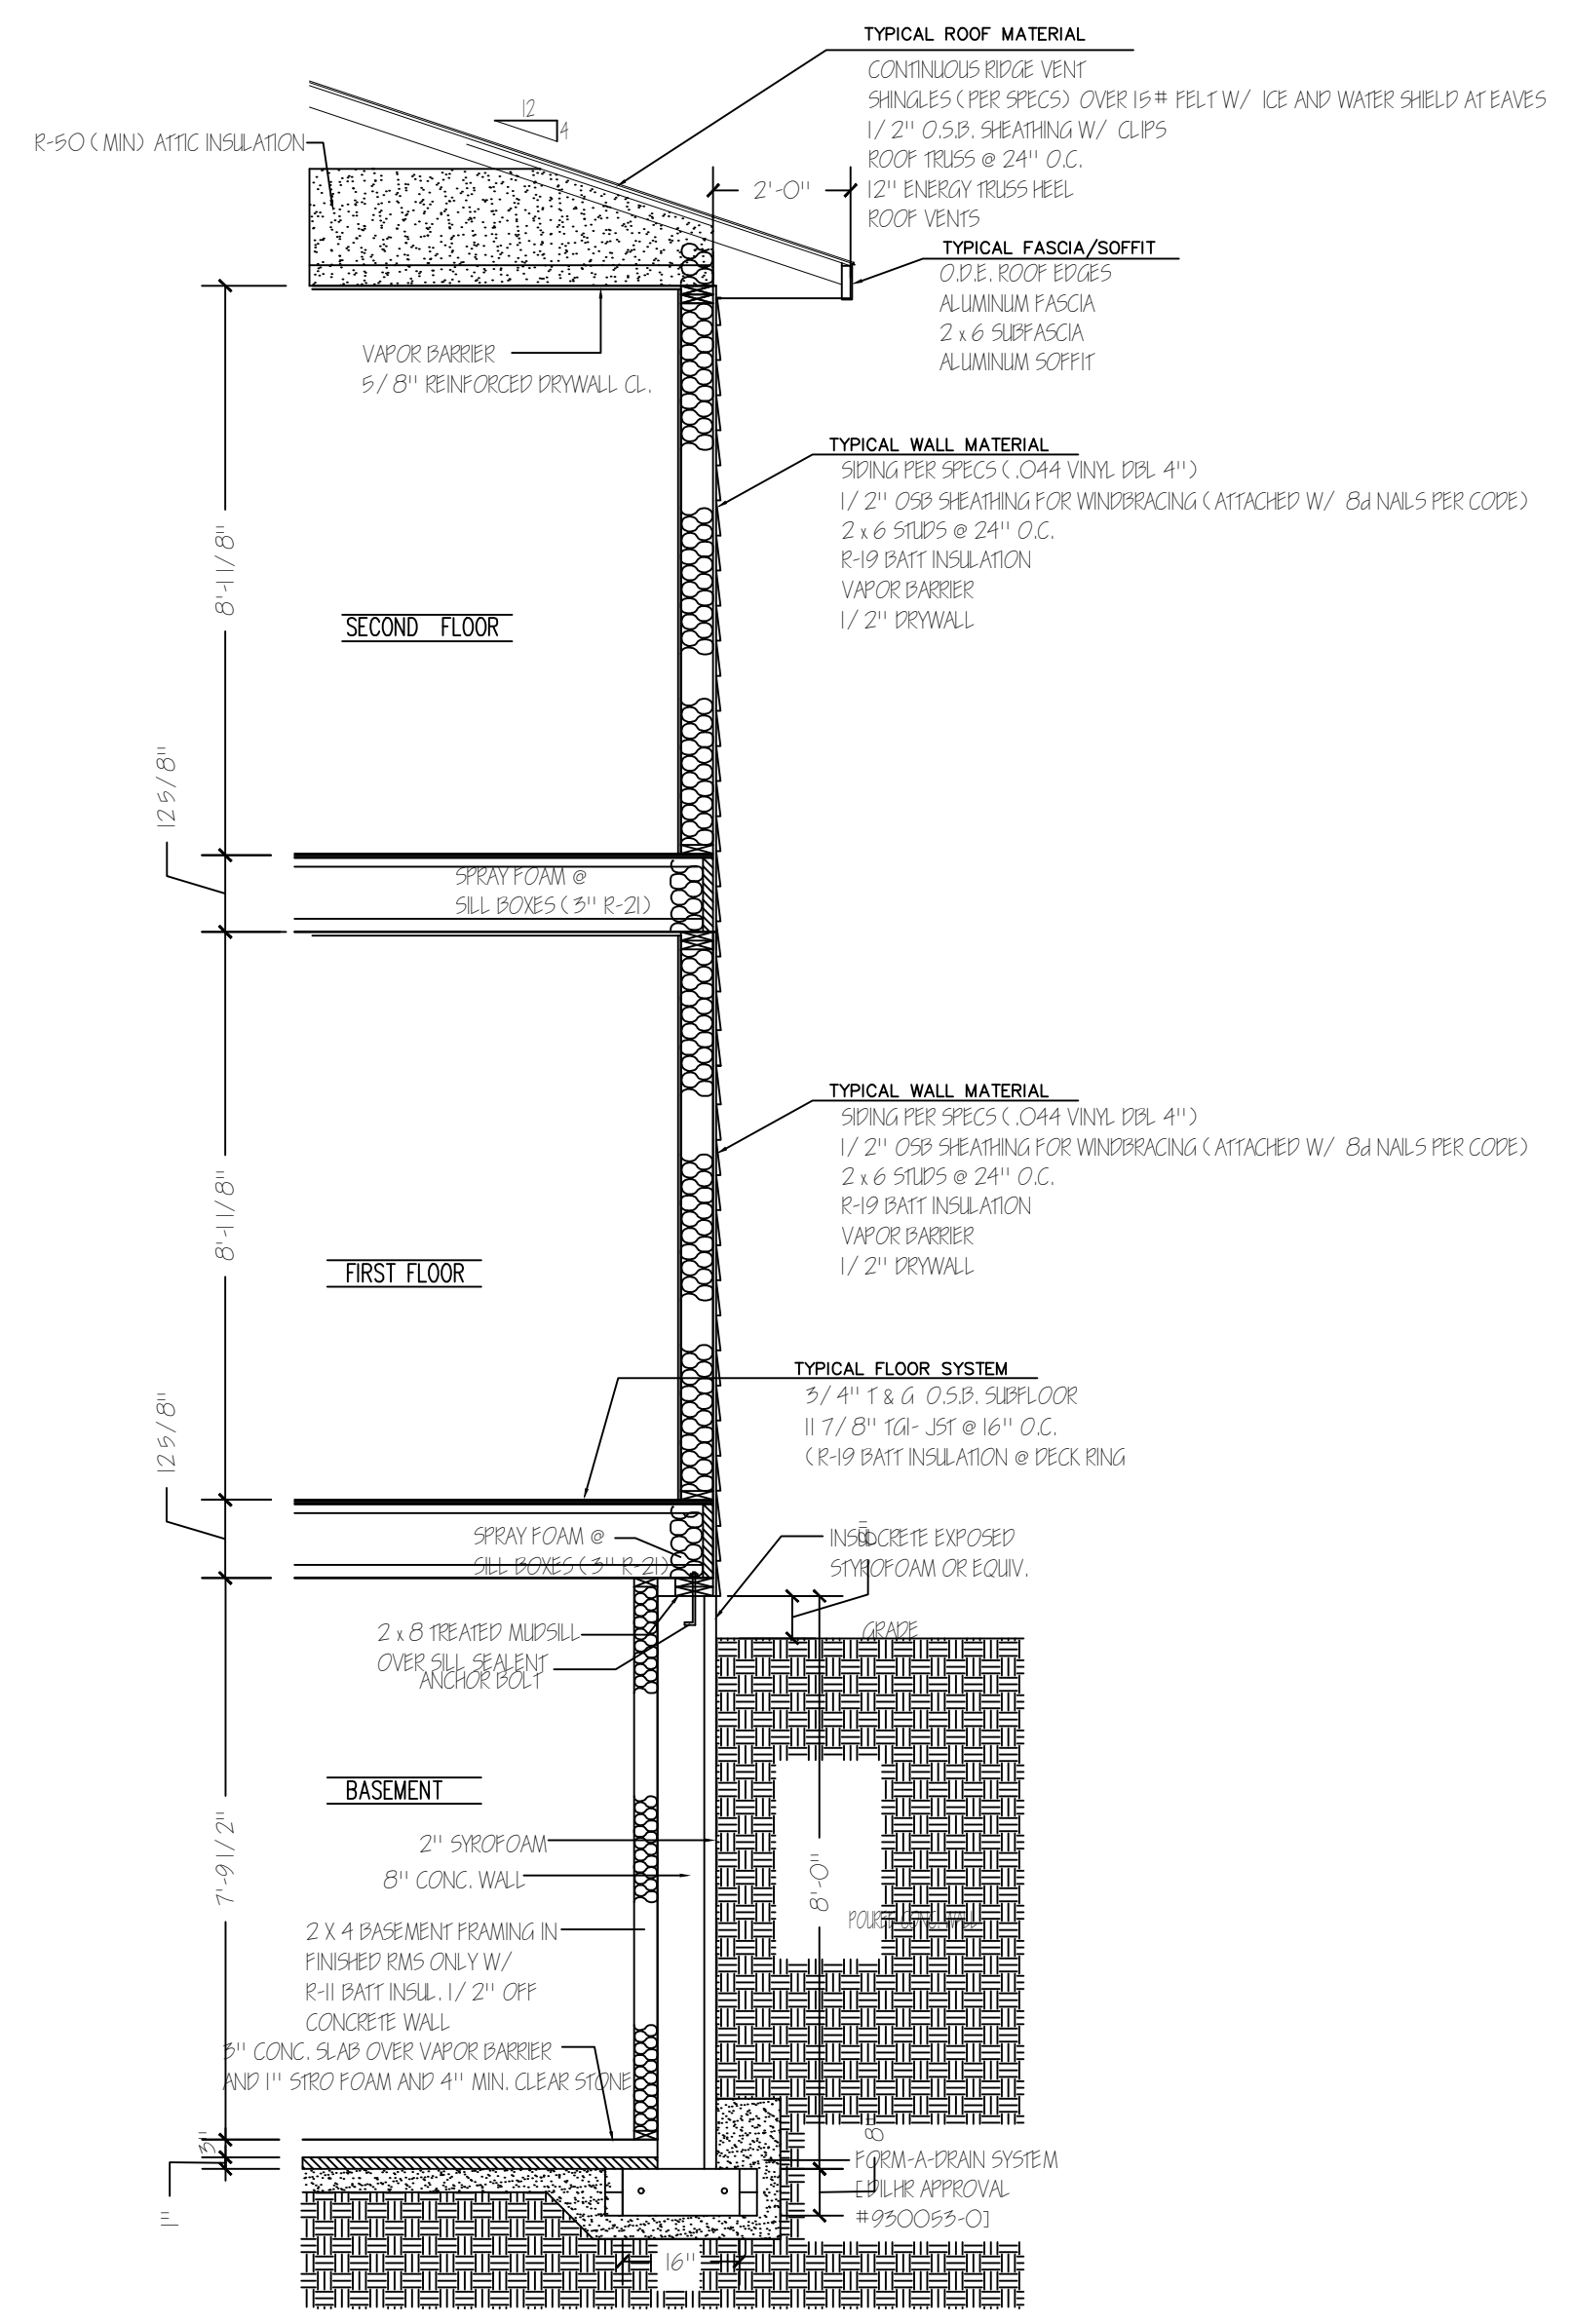 TYPICAL ROOF MATERIAL
CONTINUOUS RIDGE VENT
SHINGLES (PER SPECS) OVER 15# FELT W/ ICE AND WATER SHIELD AT EAVES
1/2" O.S.B. SHEATHING W/ CLIPS
ROOF TRUSS @ 24" O.C.
12" ENERGY TRUSS HEEL
ROOF VENTS
12
4
R-50 (MIN) ATTIC INSULATION
2'-0"
TYPICAL FASCIA/SOFFIT
O.D.E. ROOF EDGES
ALUMINUM FASCIA
2 x 6 SUBFASCIA
ALUMINUM SOFFIT
VAPOR BARRIER
5/8" REINFORCED DRYWALL CL.
TYPICAL WALL MATERIAL
SIDING PER SPECS (.044 VINYL DBL 4")
1/2" OSB SHEATHING FOR WINDBRACING (ATTACHED W/ 8d NAILS PER CODE)
2 x 6 STUDS @ 24" O.C.
R-19 BATT INSULATION
VAPOR BARRIER
1/2" DRYWALL
8'-1 1/8"
SECOND FLOOR
12 5/8"
SPRAY FOAM @
SILL BOXES (3" R-21)
TYPICAL WALL MATERIAL
SIDING PER SPECS (.044 VINYL DBL 4")
1/2" OSB SHEATHING FOR WINDBRACING (ATTACHED W/ 8d NAILS PER CODE)
2 x 6 STUDS @ 24" O.C.
R-19 BATT INSULATION
VAPOR BARRIER
1/2" DRYWALL
8'-1 1/8"
FIRST FLOOR
TYPICAL FLOOR SYSTEM
3/4" T & G O.S.B. SUBFLOOR
11 7/8" TGI- JST @ 16" O.C.
(R-19 BATT INSULATION @ DECK RING
12 5/8"
SPRAY FOAM @
SILL BOXES (3" R-21)
INSULCRETE EXPOSED
STYROFOAM OR EQUIV.
8"
GRADE
2 x 8 TREATED MUDSILL
OVER SILL SEALENT
ANCHOR BOLT
BASEMENT
7'-9 1/2"
2" SYROFOAM
8" CONC. WALL
8'-0"
POURED CONC. WALL
2 X 4 BASEMENT FRAMING IN
FINISHED RMS ONLY W/
R-11 BATT INSUL. 1/2" OFF
CONCRETE WALL
3" CONC. SLAB OVER VAPOR BARRIER
AND 1" STRO FOAM AND 4" MIN. CLEAR STONE
3"
1"
8"
FORM-A-DRAIN SYSTEM
[DILHR APPROVAL
#930053-0]
16"